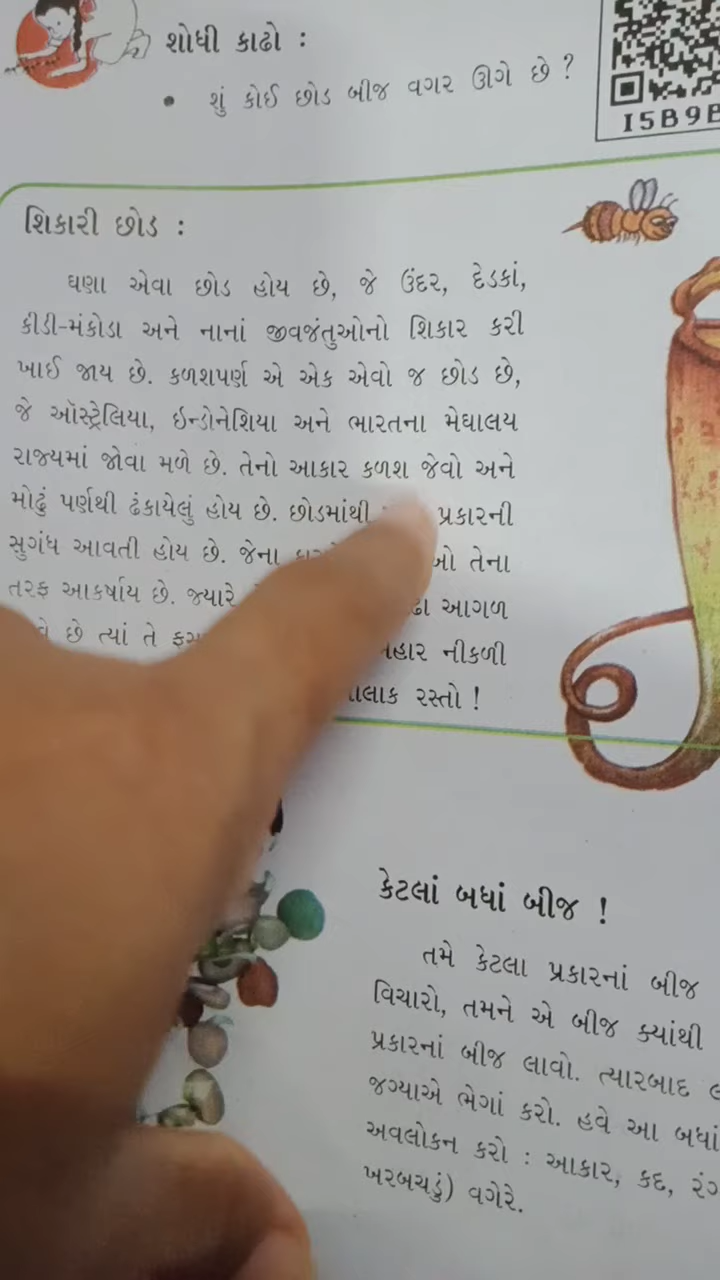 શોધી કાઢો :
• શું કોઈ છોડ બીજ વગર ઊગે છે ?
I5B9B
શિકારી છોડ :
ઘણા એવા છોડ હોય છે, જે ઉંદર, દેડકાં,
કીડી-મંકોડા અને નાનાં જીવજંતુઓનો શિકાર કરી
ખાઈ જાય છે. કળશપર્ણ એ એક એવો જ છોડ છે,
જે ઑસ્ટ્રેલિયા, ઇન્ડોનેશિયા અને ભારતના મેઘાલય
રાજ્યમાં જોવા મળે છે. તેનો આકાર કળશ જેવો અને
મોઢું પર્ણથી ઢંકાયેલું હોય છે. છોડમાંથી પ્રકારની
સુગંધ આવતી હોય છે. જેના તેના
તરફ આકર્ષાય છે. જ્યારે આગળ
છે ત્યાં તે નીકળી
રસ્તો !
કેટલાં બધાં બીજ !
તમે કેટલા પ્રકારનાં બીજ
વિચારો, તમને એ બીજ ક્યાંથી
પ્રકારનાં બીજ લાવો. ત્યારબાદ
જગ્યાએ ભેગાં કરો. હવે આ બધાં
અવલોકન કરો : આકાર, કદ, રંગ
ખરબચડું) વગેરે.